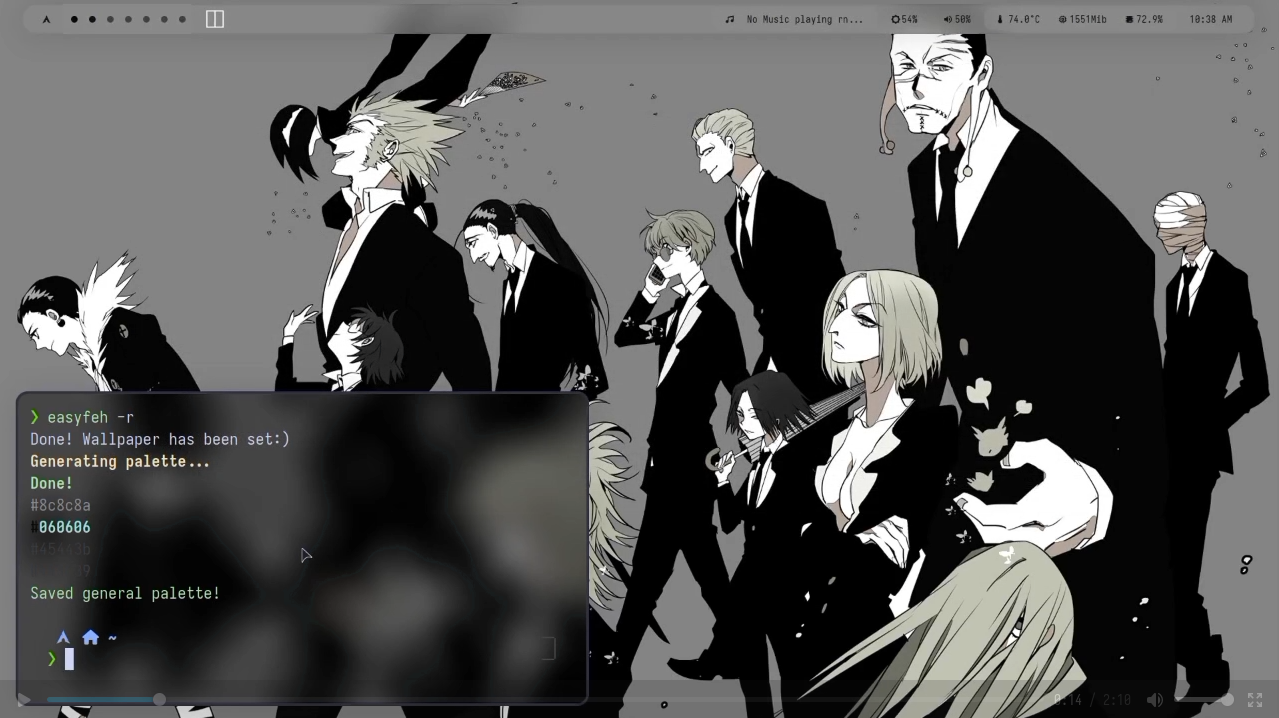 No Music playing rn... 54% 50% 74.0°C 1551Mib 72.9% 10:38 AM
❯ easyfeh -r
Done! Wallpaper has been set:)
Generating palette...
Done!
#8c8c8a
#060606
Saved general palette!
~
❯
0:14 / 2:10